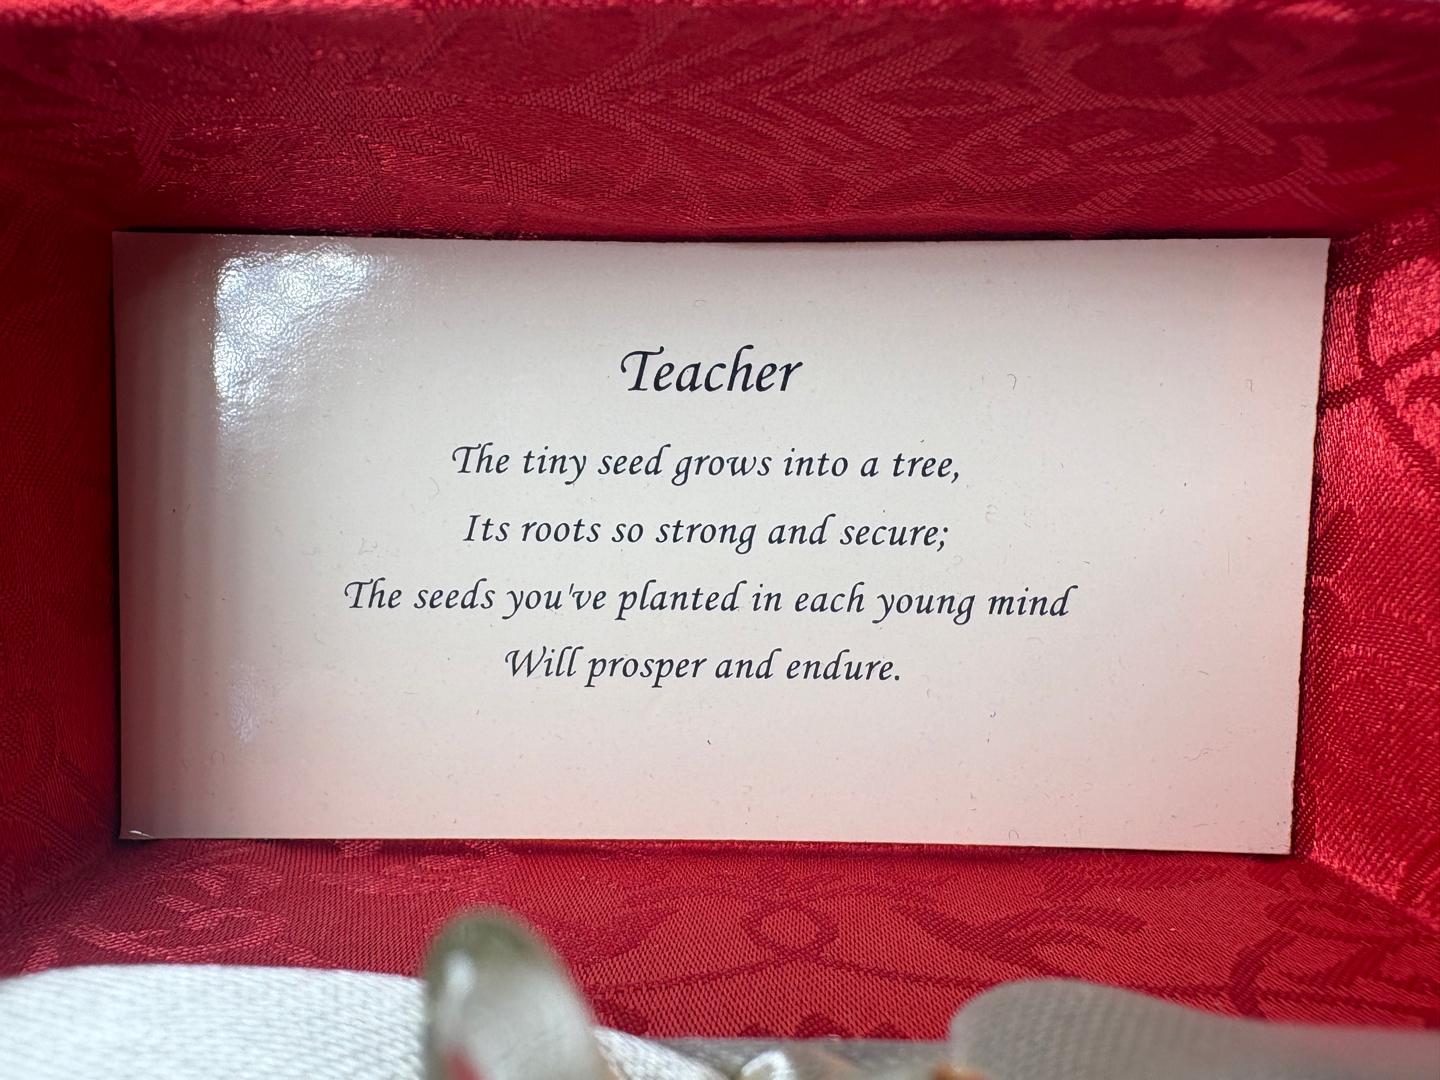 Teacher
The tiny seed grows into a tree,
Its roots so strong and secure;
The seeds you've planted in each young mind
Will prosper and endure.